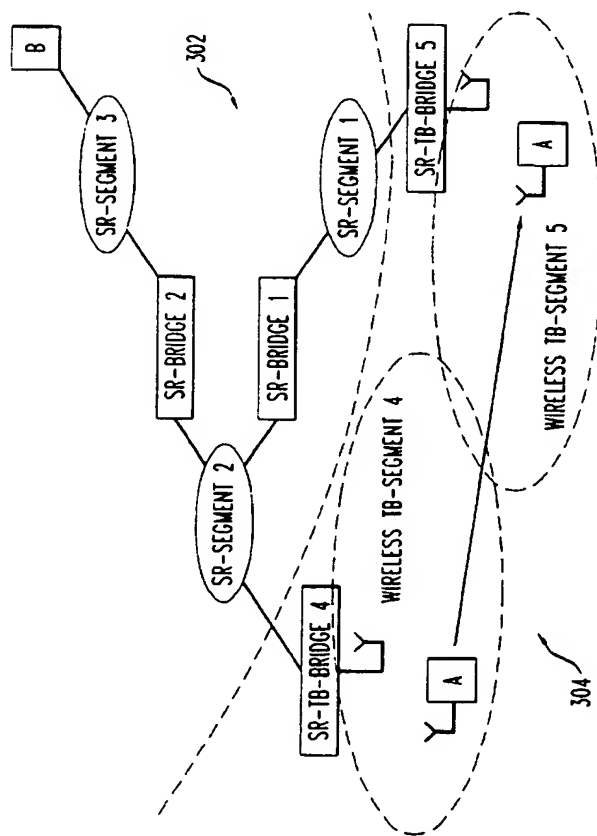 B
302
SR-SEGMENT 3
SR-BRIDGE 2
SR-SEGMENT 2
SR-BRIDGE 1
SR-SEGMENT 1
SR-TB-BRIDGE 4
SR-TB-BRIDGE 5
WIRELESS TB-SEGMENT 4
WIRELESS TB-SEGMENT 5
A
A
304